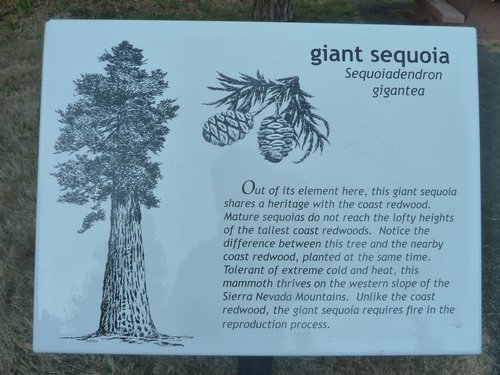 giant sequoia
Sequoiadendron
gigantea
Out of its element here, this giant sequoia
shares a heritage with the coast redwood.
Mature sequoias do not reach the lofty heights
of the tallest coast redwoods. Notice the
difference between this tree and the nearby
coast redwood, planted at the same time.
Tolerant of extreme cold and heat, this
mammoth thrives on the western slope of the
Sierra Nevada Mountains. Unlike the coast
redwood, the giant sequoia requires fire in the
reproduction process.